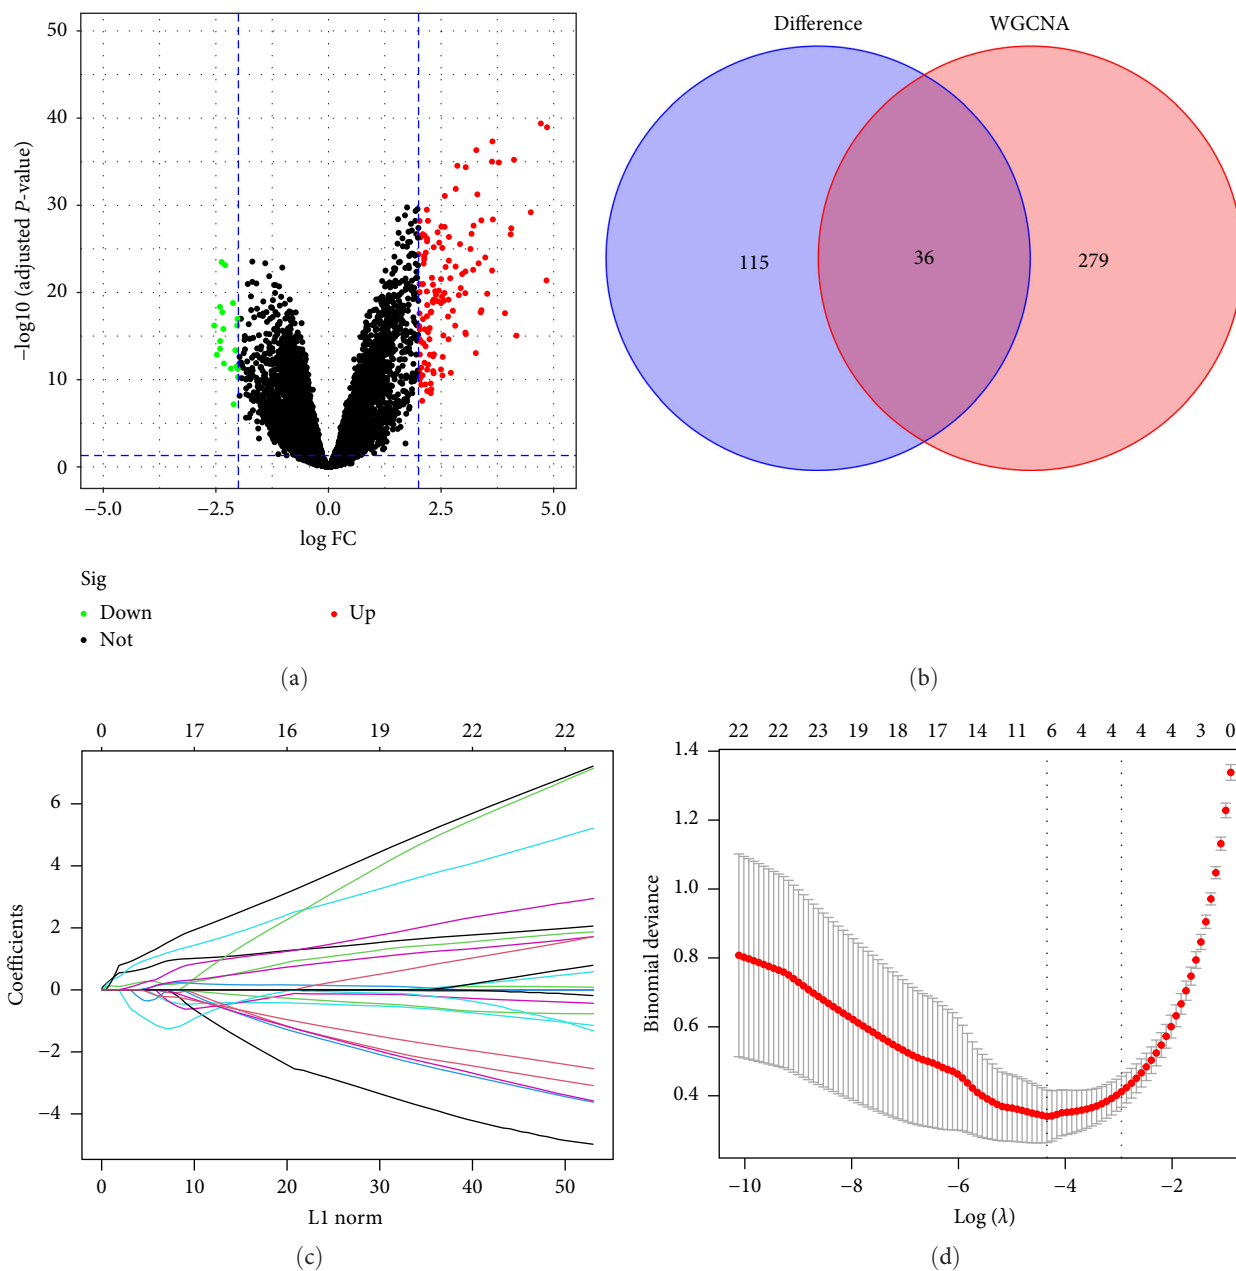 50
40
30
20
10
0
−log10 (adjusted P-value)
−5.0 −2.5 0.0 2.5 5.0
log FC
Sig
Down Up
Not
(a)
Difference WGCNA
115 36 279
(b)
0 17 16 19 22 22
6
4
2
0
−2
−4
Coefficients
0 10 20 30 40 50
L1 norm
(c)
22 22 23 19 18 17 14 11 6 4 4 4 4 3 0
1.4
1.2
1.0
0.8
0.6
0.4
Binomial deviance
−10 −8 −6 −4 −2
Log (λ)
(d)